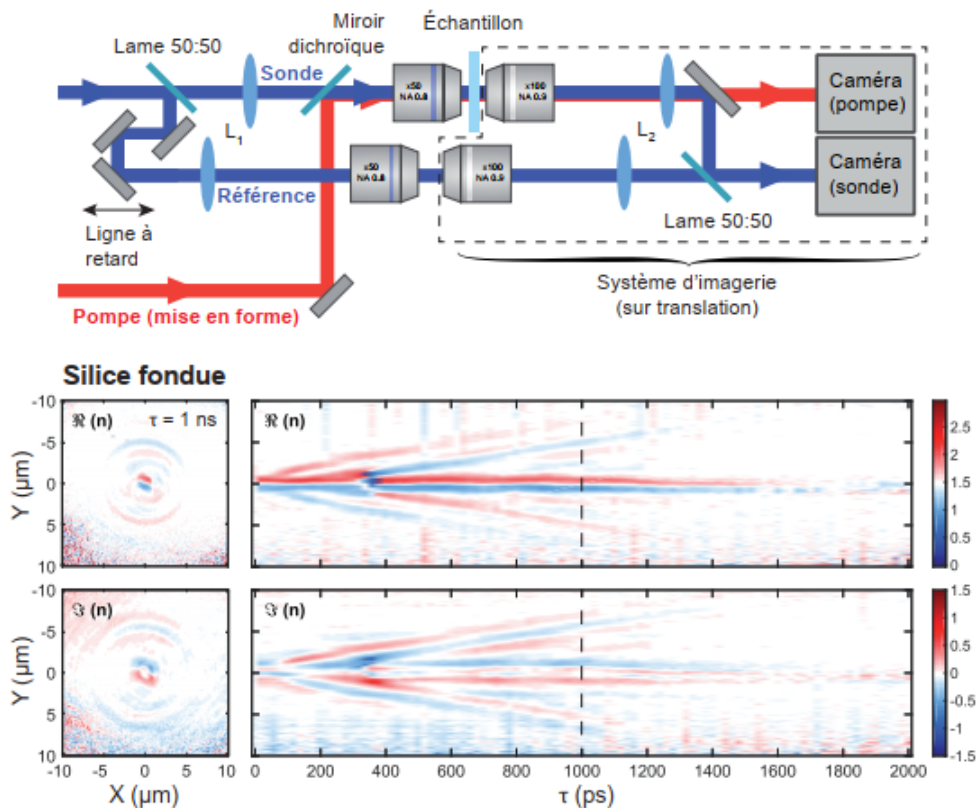 Lame 50:50
Miroir
dichroïque
Échantillon
Sonde
x50
NA 0.8
x100
NA 0.9
L1
L2
Caméra
(pompe)
Référence
x50
NA 0.8
x100
NA 0.9
Caméra
(sonde)
Ligne à
retard
Lame 50:50
Système d'imagerie
(sur translation)
Pompe (mise en forme)
Silice fondue
ℜ (n)
τ = 1 ns
ℜ (n)
Y (µm)
-10
-5
0
5
10
2.5
2
1.5
1
0.5
0
ℑ (n)
ℑ (n)
Y (µm)
-10
-5
0
5
10
1.5
1
0.5
0
-0.5
-1
-1.5
-10 -5 0 5 10
0 200 400 600 800 1000 1200 1400 1600 1800 2000
X (µm)
τ (ps)